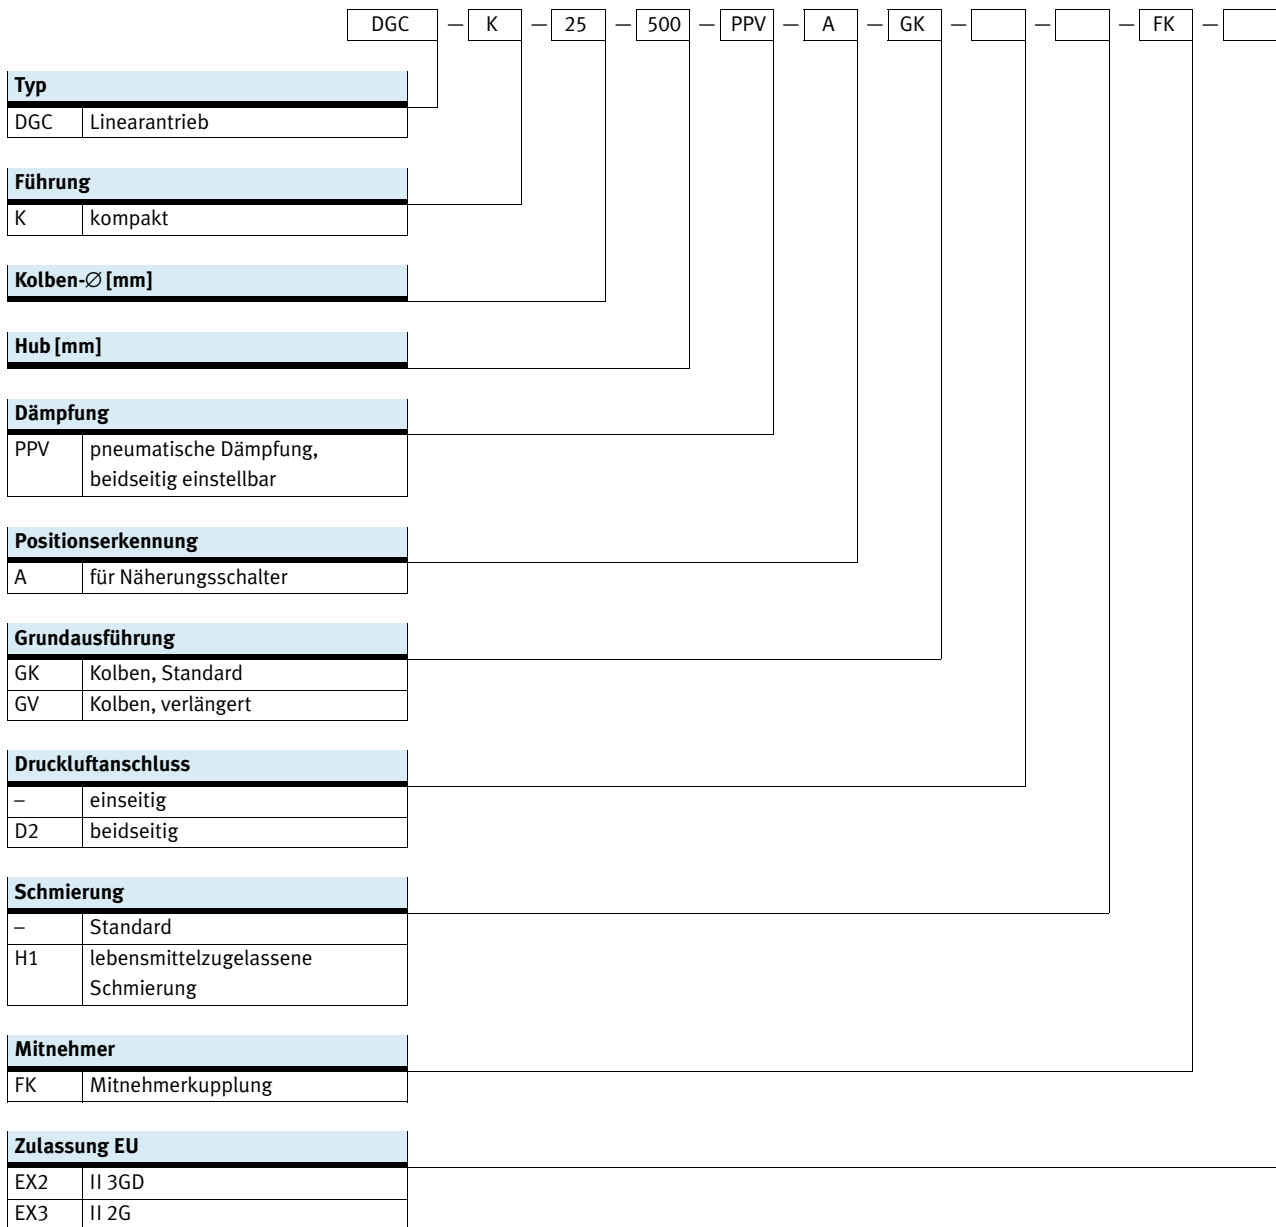 DGC — K — 25 — 500 — PPV — A — GK — — — FK —
Typ
DGC Linearantrieb
Führung
K kompakt
Kolben-∅ [mm]
Hub [mm]
Dämpfung
PPV pneumatische Dämpfung,
beidseitig einstellbar
Positionserkennung
A für Näherungsschalter
Grundausführung
GK Kolben, Standard
GV Kolben, verlängert
Druckluftanschluss
– einseitig
D2 beidseitig
Schmierung
– Standard
H1 lebensmittelzugelassene
Schmierung
Mitnehmer
FK Mitnehmerkupplung
Zulassung EU
EX2 II 3GD
EX3 II 2G